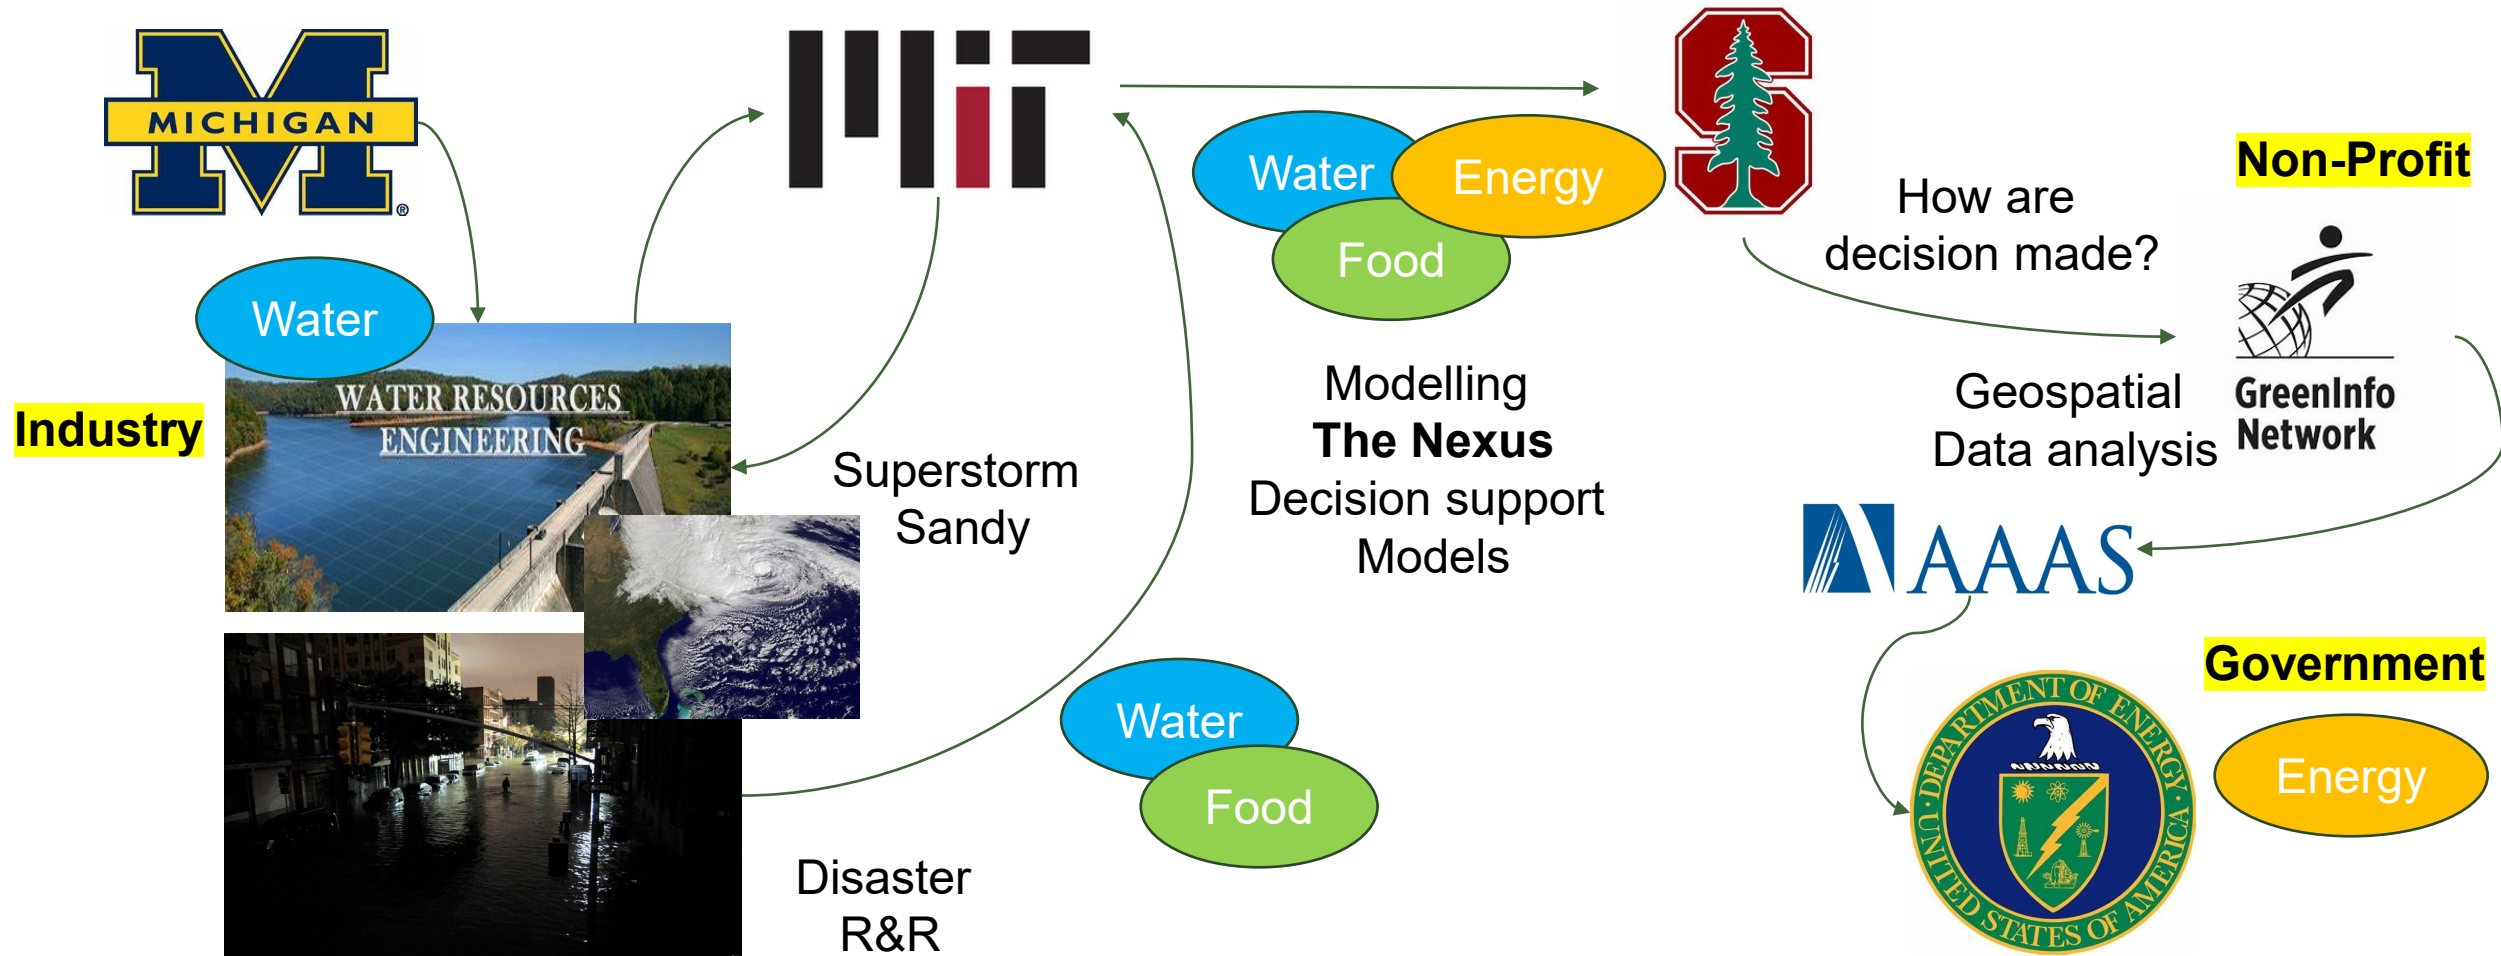 MICHIGAN
®
Water
Industry
WATER RESOURCES
ENGINEERING
MIT
Superstorm
Sandy
Disaster
R&R
Water
Food
Water
Energy
Food
Modelling
The Nexus
Decision support
Models
S
How are
decision made?
Non-Profit
Geospatial
Data analysis
GreenInfo
Network
AAAS
Government
DEPARTMENT OF ENERGY
UNITED STATES OF AMERICA
Energy